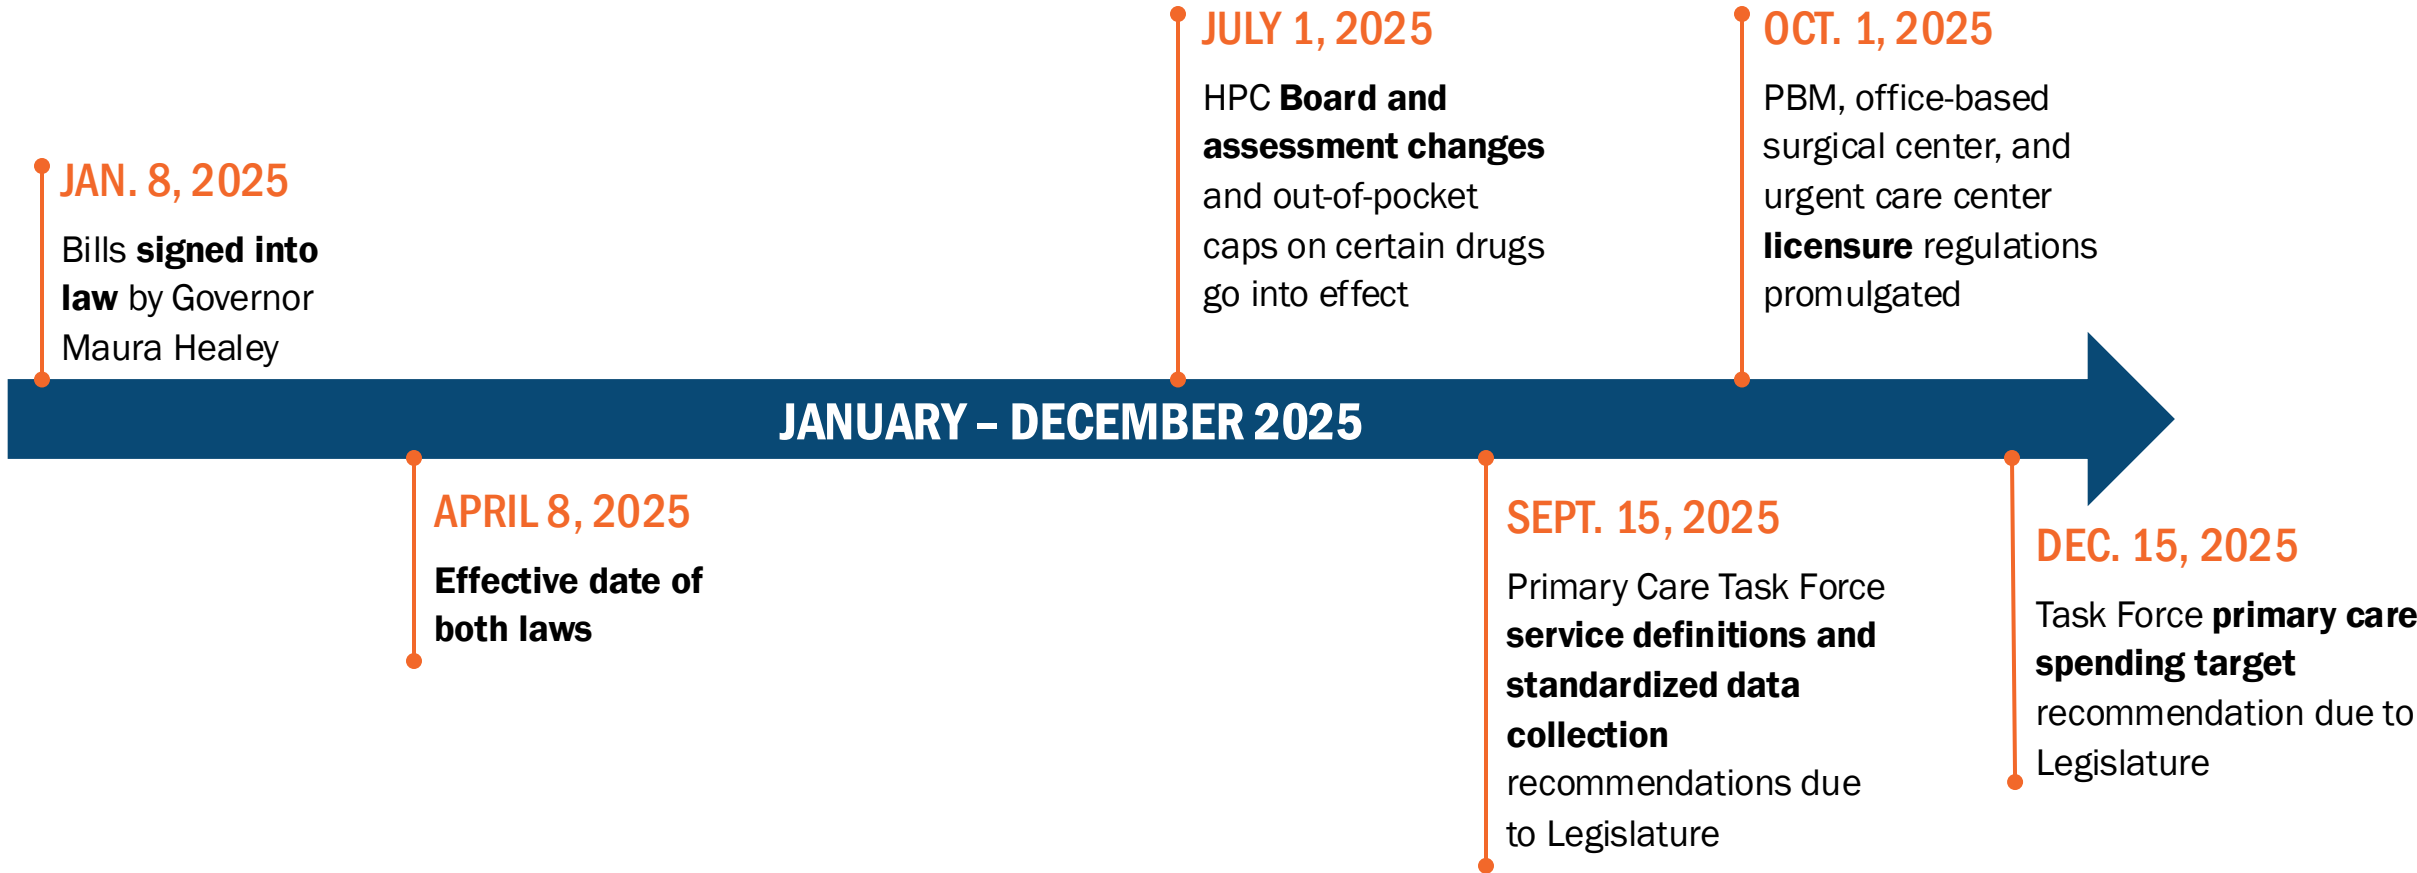 JAN. 8, 2025
Bills signed into
law by Governor
Maura Healey
JULY 1, 2025
HPC Board and
assessment changes
and out-of-pocket
caps on certain drugs
go into effect
OCT. 1, 2025
PBM, office-based
surgical center, and
urgent care center
licensure regulations
promulgated
JANUARY – DECEMBER 2025
APRIL 8, 2025
Effective date of
both laws
SEPT. 15, 2025
Primary Care Task Force
service definitions and
standardized data
collection
recommendations due
to Legislature
DEC. 15, 2025
Task Force primary care
spending target
recommendation due to
Legislature